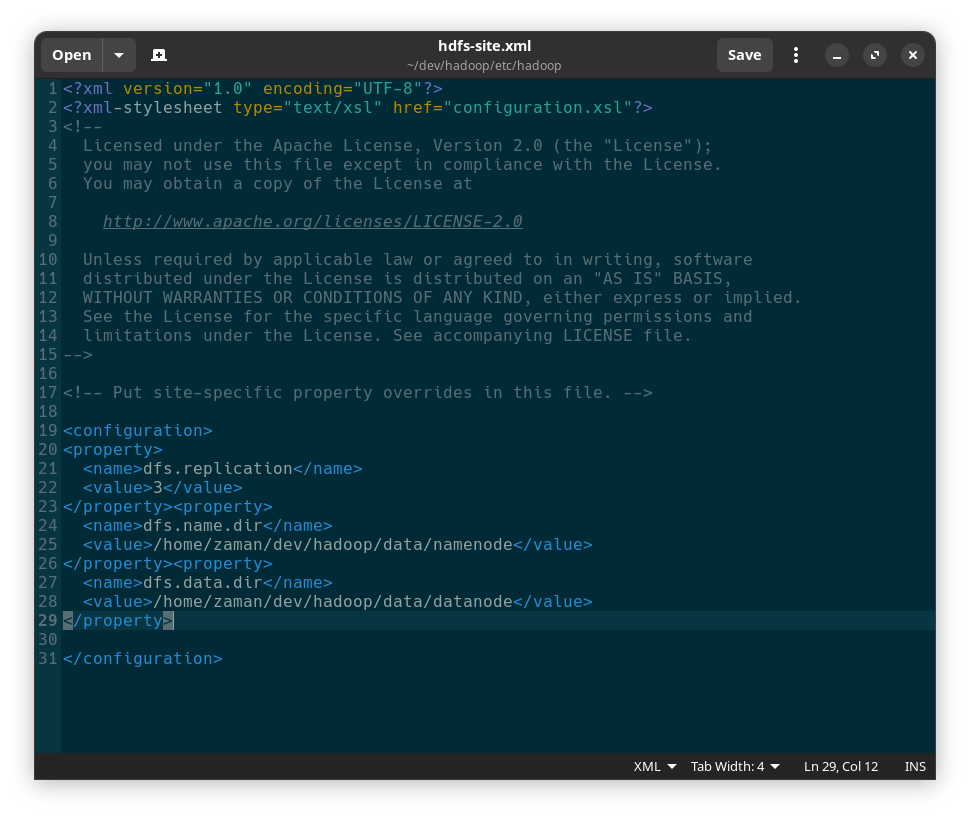 Open
hdfs-site.xml
~/dev/hadoop/etc/hadoop
Save
1 <?xml version="1.0" encoding="UTF-8"?>
2 <?xml-stylesheet type="text/xsl" href="configuration.xsl"?>
3 <!--
4   Licensed under the Apache License, Version 2.0 (the "License");
5   you may not use this file except in compliance with the License.
6   You may obtain a copy of the License at
7
8     http://www.apache.org/licenses/LICENSE-2.0
9
10   Unless required by applicable law or agreed to in writing, software
11   distributed under the License is distributed on an "AS IS" BASIS,
12   WITHOUT WARRANTIES OR CONDITIONS OF ANY KIND, either express or implied.
13   See the License for the specific language governing permissions and
14   limitations under the License. See accompanying LICENSE file.
15 -->
16
17 <!-- Put site-specific property overrides in this file. -->
18
19 <configuration>
20 <property>
21   <name>dfs.replication</name>
22   <value>3</value>
23 </property><property>
24   <name>dfs.name.dir</name>
25   <value>/home/zaman/dev/hadoop/data/namenode</value>
26 </property><property>
27   <name>dfs.data.dir</name>
28   <value>/home/zaman/dev/hadoop/data/datanode</value>
29 </property>
30
31 </configuration>
XML Tab Width: 4 Ln 29, Col 12 INS